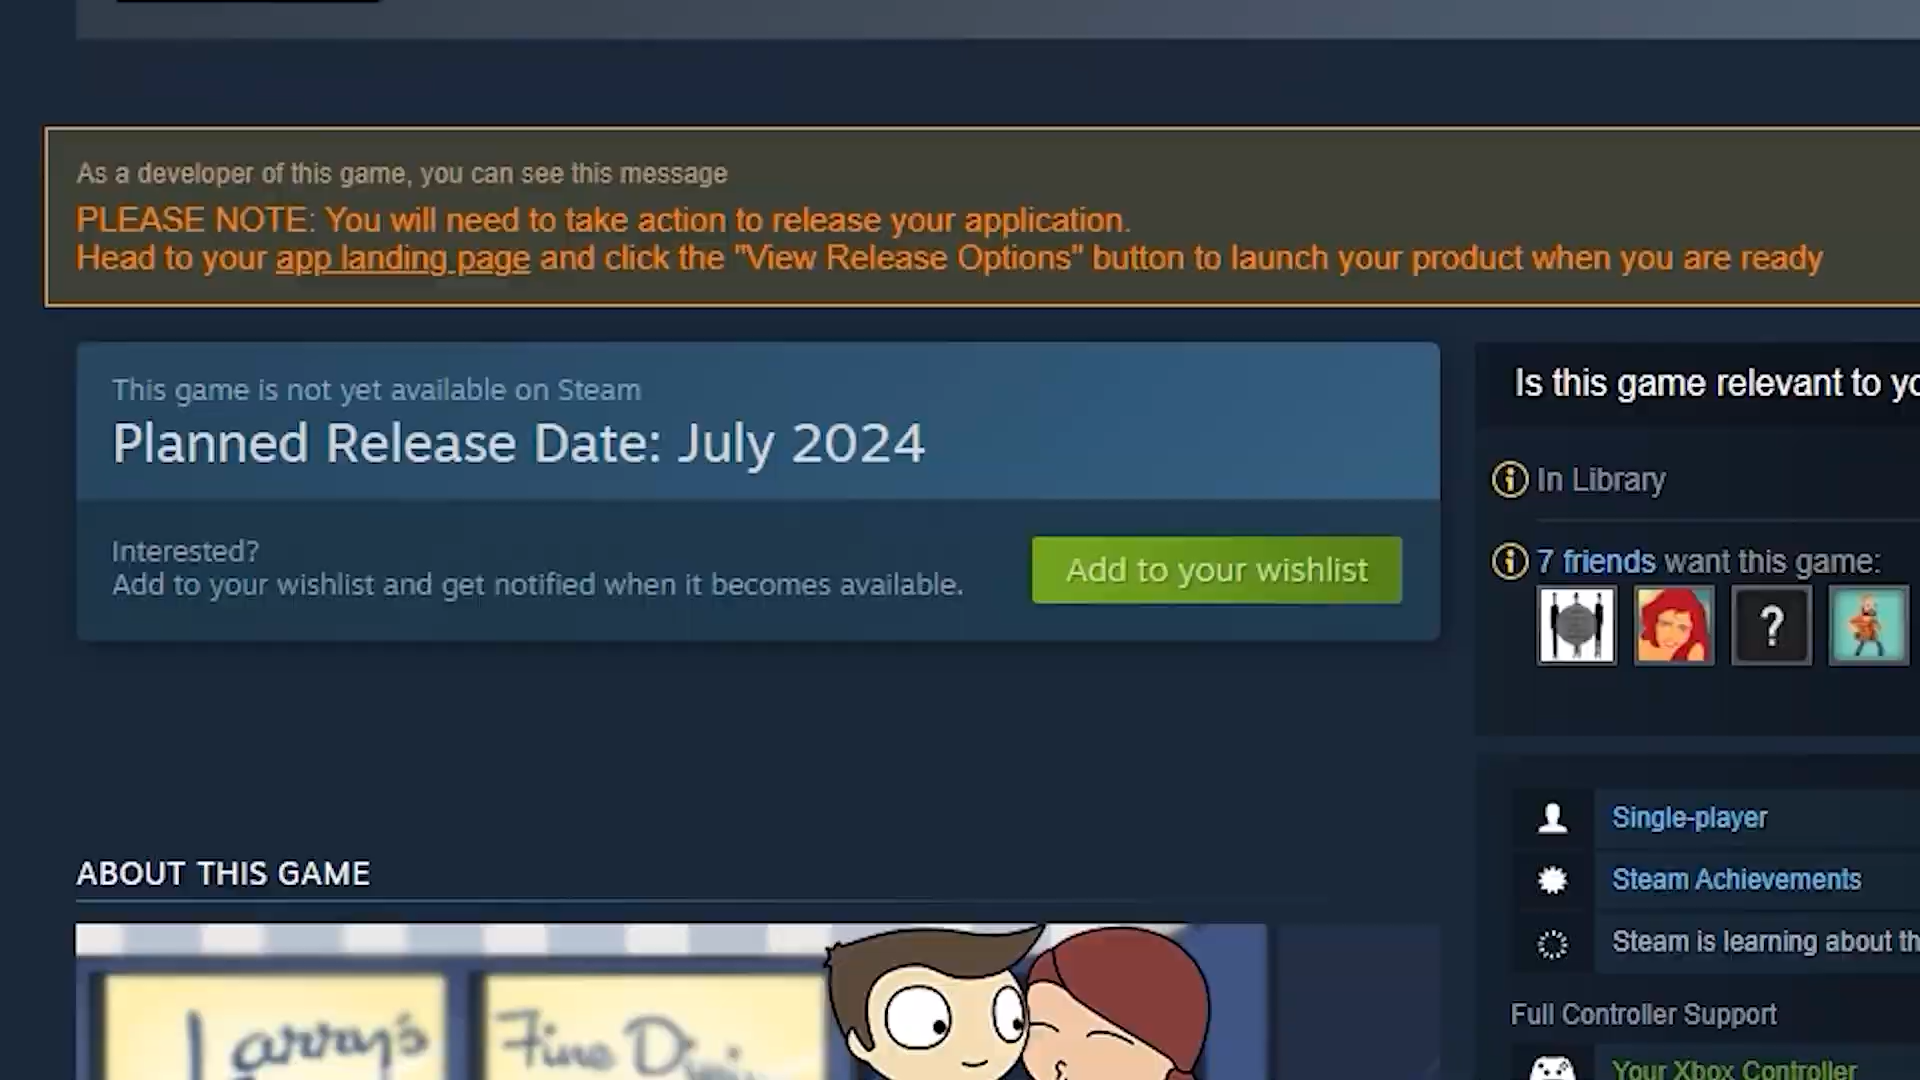 As a developer of this game, you can see this message
PLEASE NOTE: You will need to take action to release your application.
Head to your app landing page and click the "View Release Options" button to launch your product when you are ready
This game is not yet available on Steam
Planned Release Date: July 2024
Interested?
Add to your wishlist and get notified when it becomes available.
Add to your wishlist
Is this game relevant to
In Library
7 friends want this game:
?
ABOUT THIS GAME
Larry's
Fine
Single-player
Steam Achievements
Steam is learning about
Full Controller Support
Your Xbox Controller